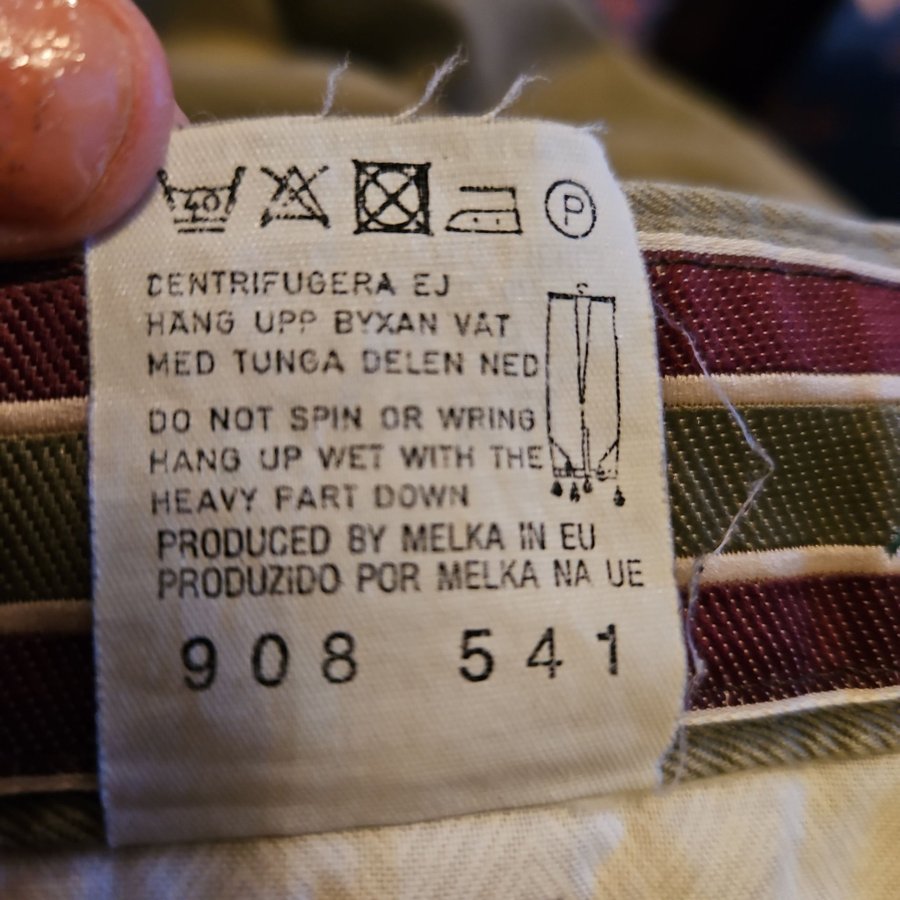 40 P
CENTRIFUGERA EJ
HÄNG UPP BYXAN VÅT
MED TUNGA DELEN NED
DO NOT SPIN OR WRING
HANG UP WET WITH THE
HEAVY PART DOWN
PRODUCED BY MELKA IN EU
PRODUZIDO POR MELKA NA UE
908 541